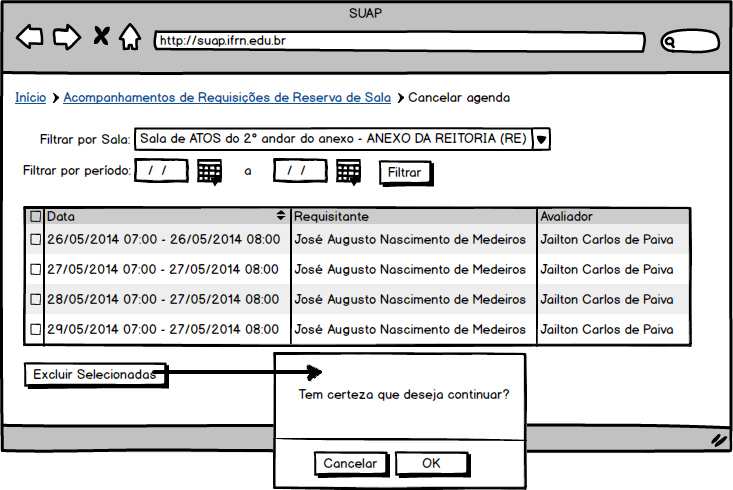 SUAP
http://suap.ifrn.edu.br
Início > Acompanhamentos de Requisições de Reserva de Sala > Cancelar agenda
Filtrar por Sala: Sala de ATOS do 2º andar do anexo - ANEXO DA REITORIA (RE)
Filtrar por período: / / a / / Filtrar
Data Requisitante Avaliador
26/05/2014 07:00 - 26/05/2014 08:00 José Augusto Nascimento de Medeiros Jailton Carlos de Paiva
27/05/2014 07:00 - 27/05/2014 08:00 José Augusto Nascimento de Medeiros Jailton Carlos de Paiva
28/05/2014 07:00 - 27/05/2014 08:00 José Augusto Nascimento de Medeiros Jailton Carlos de Paiva
29/05/2014 07:00 - 27/05/2014 08:00 José Augusto Nascimento de Medeiros Jailton Carlos de Paiva
Excluir Selecionadas
Tem certeza que deseja continuar?
Cancelar OK